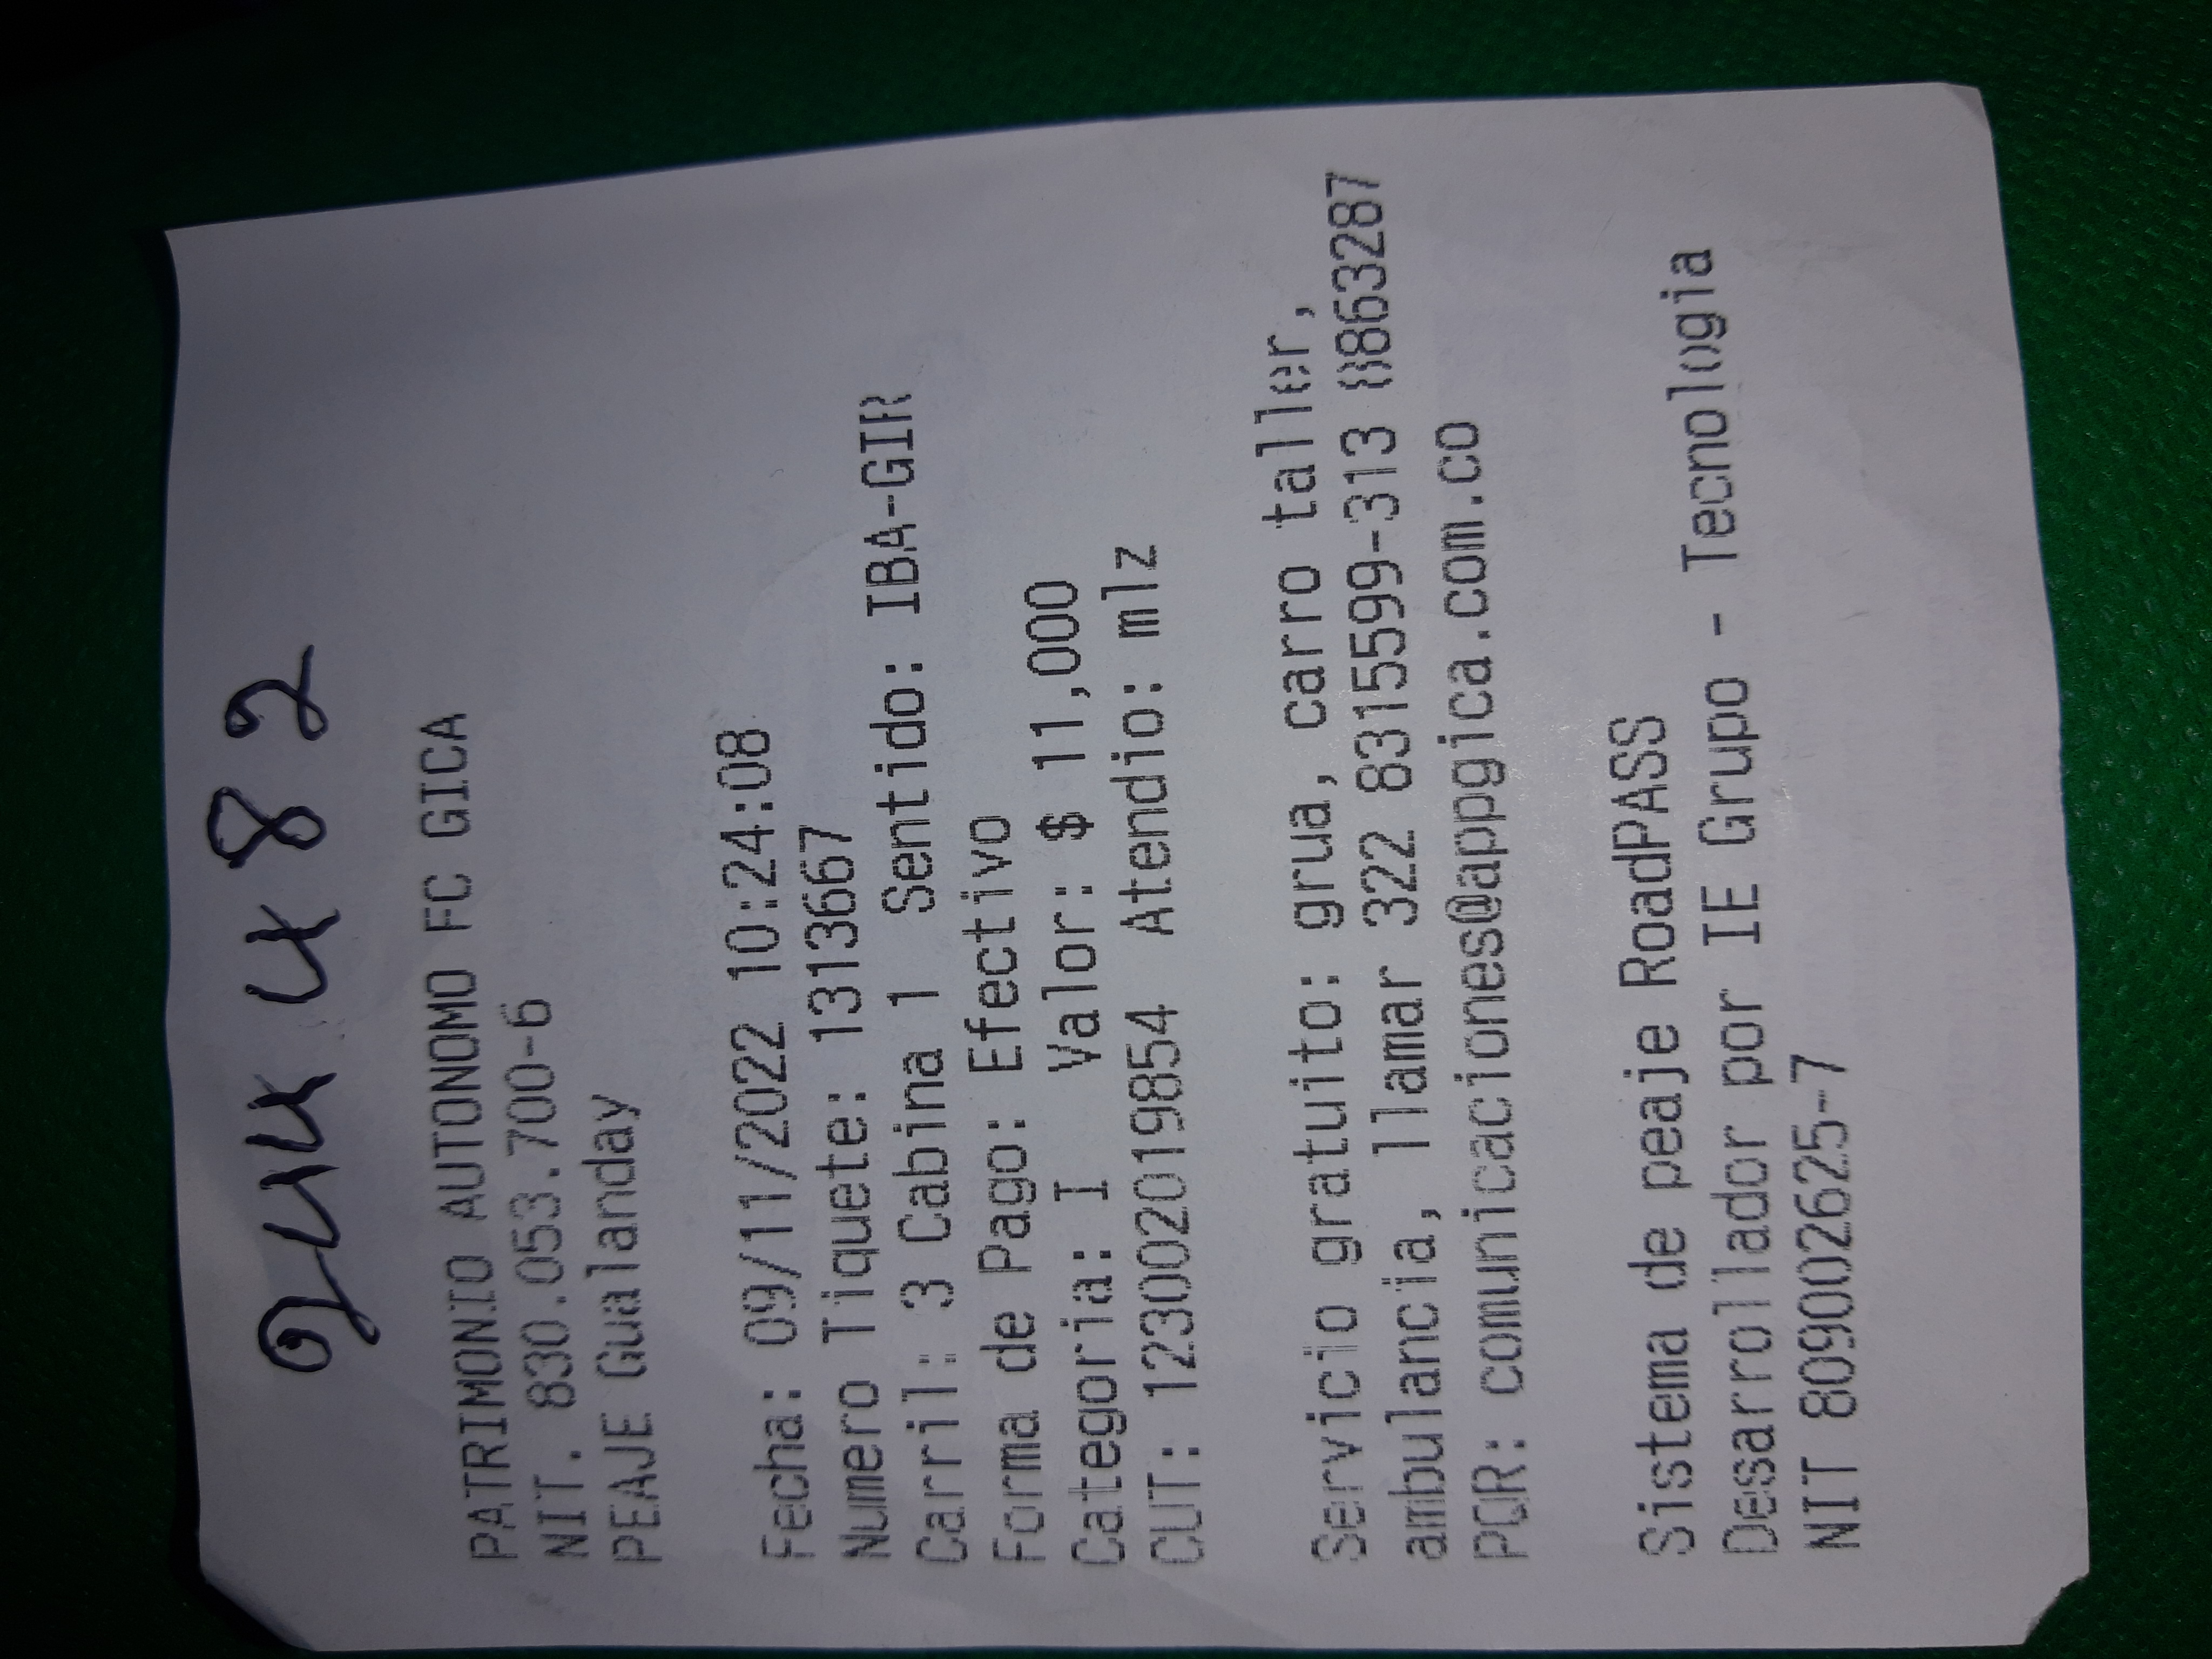 PATRIMONIO AUTONOMO FC GICA
NIT. 830.053.700-6
PEAJE Gualanday
Fecha: 09/11/2022 10:24:08
Numero Tiquete: 1313667
Carril: 3 Cabina 1 Sentido: IBA-GIR
Forma de Pago: Efectivo
Categoria: I Valor: $ 11,000
CUT: 123002019854 Atendio: mlz
Servicio gratuito: grua, carro taller,
ambulancia, llamar 322 8315599-313 8863287
PQR: comunicaciones@appgica.com.co
Sistema de peaje RoadPASS
Desarrollador por IE Grupo - Tecnologia
NIT 809002625-7